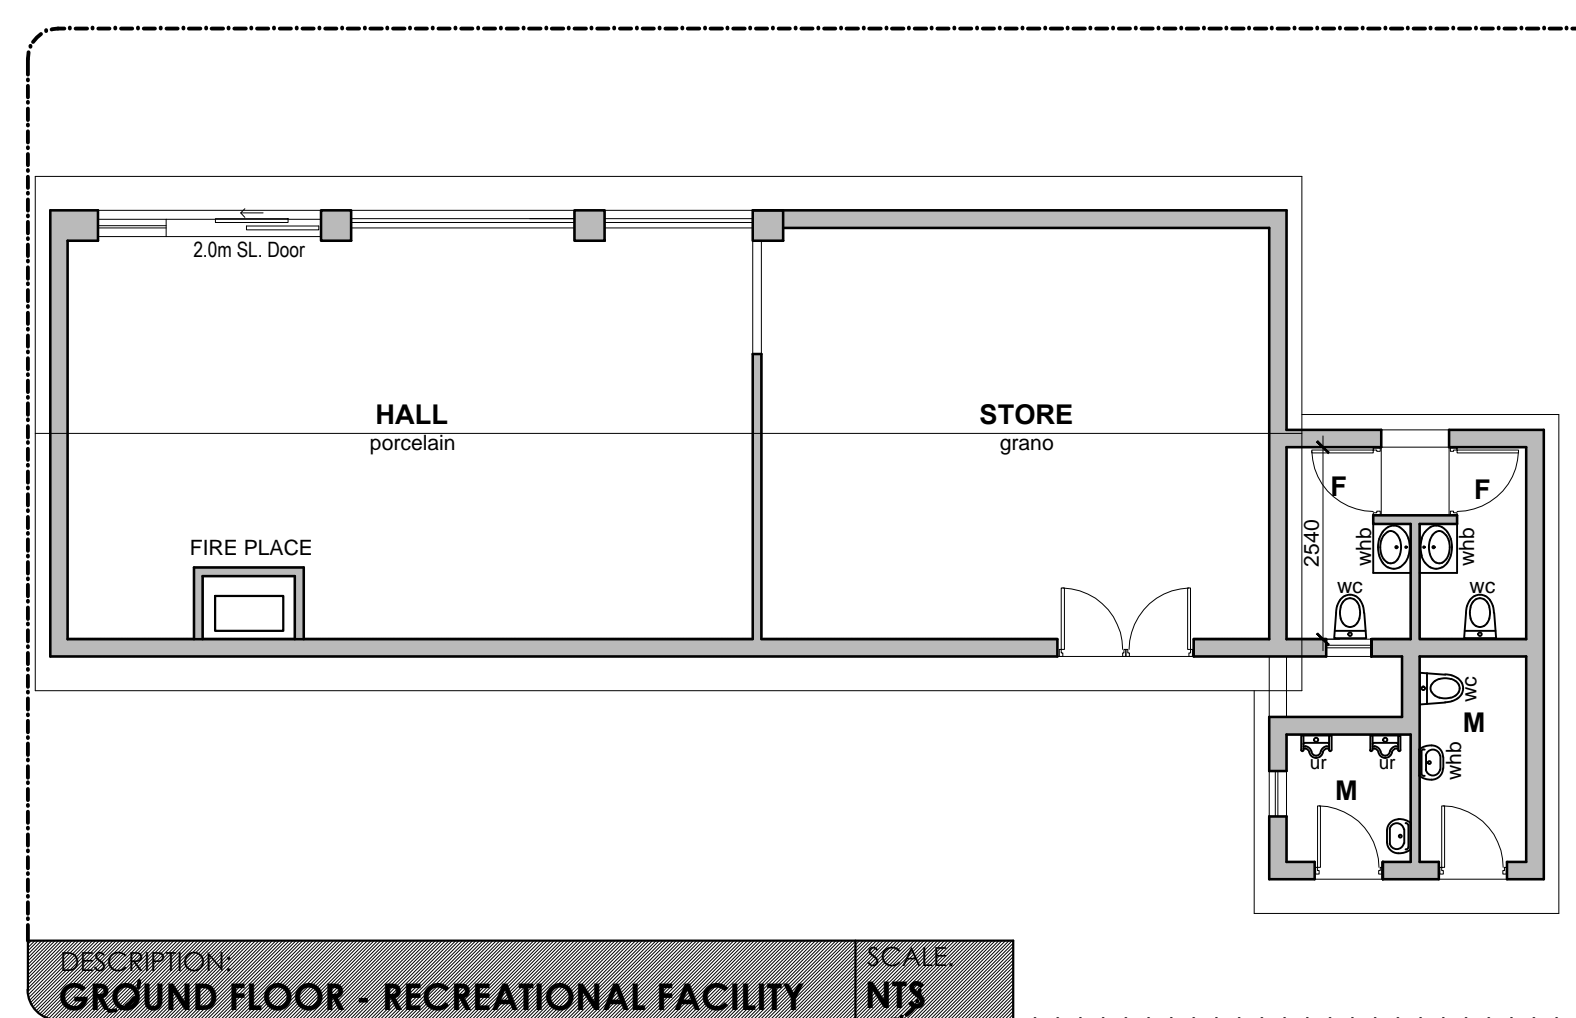 2.0m SL. Door
HALL
porcelain
STORE
grano
FIRE PLACE
F
F
2540
whb
whb
wc
wc
wc
M
whb
ur
ur
M
DESCRIPTION:
GROUND FLOOR - RECREATIONAL FACILITY
SCALE:
NTS